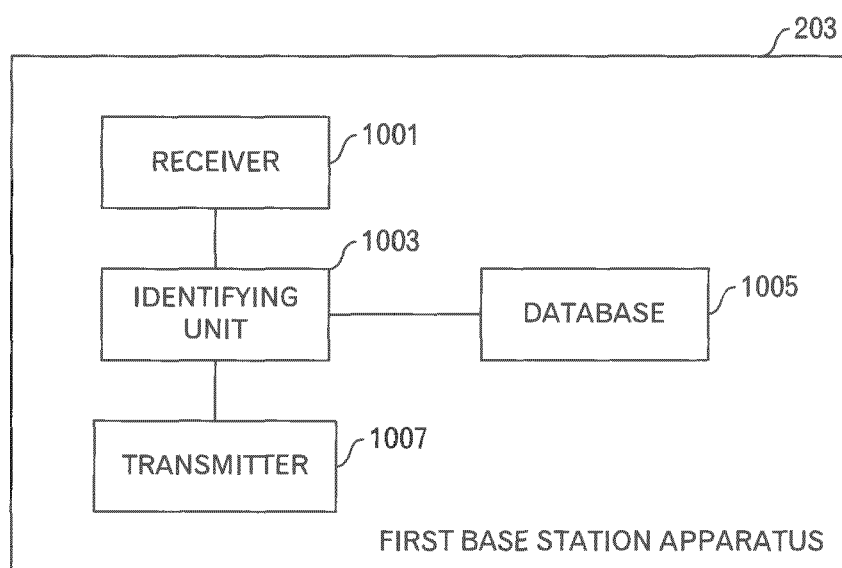 203
RECEIVER
1001
IDENTIFYING
UNIT
1003
DATABASE
1005
TRANSMITTER
1007
FIRST BASE STATION APPARATUS